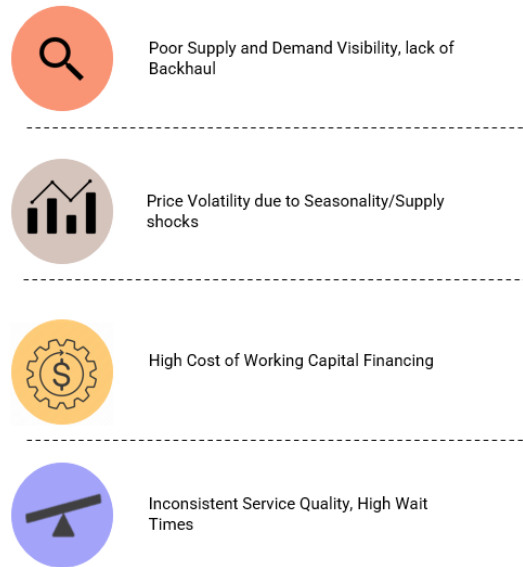 Poor Supply and Demand Visibility, lack of
Backhaul
Price Volatility due to Seasonality/Supply
shocks
$
High Cost of Working Capital Financing
Inconsistent Service Quality, High Wait
Times